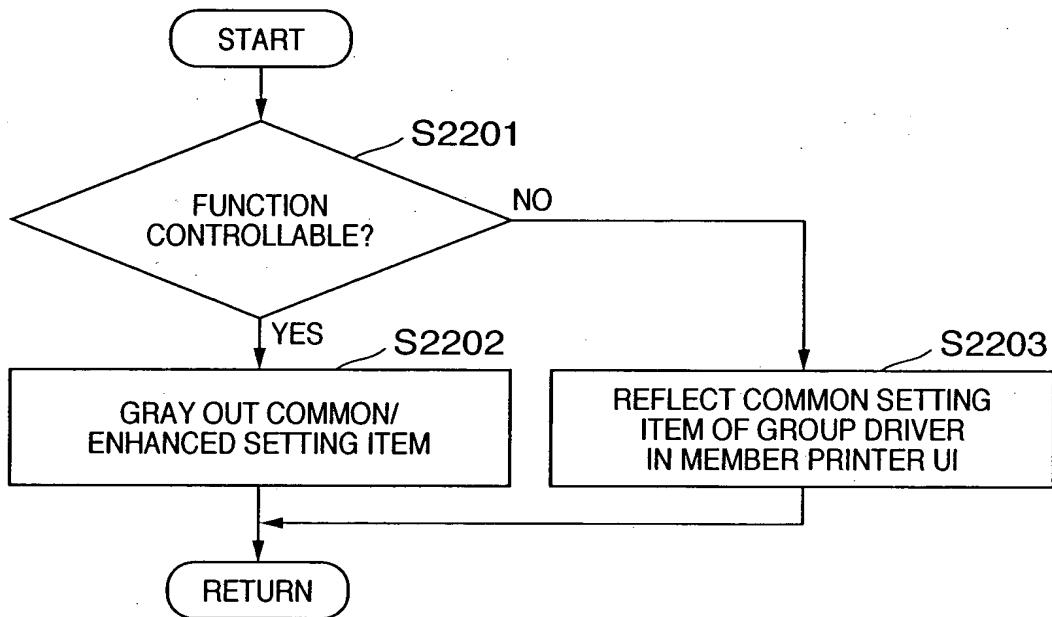 START
S2201
FUNCTION
CONTROLLABLE?
NO
YES
S2202
GRAY OUT COMMON/
ENHANCED SETTING ITEM
S2203
REFLECT COMMON SETTING
ITEM OF GROUP DRIVER
IN MEMBER PRINTER UI
RETURN